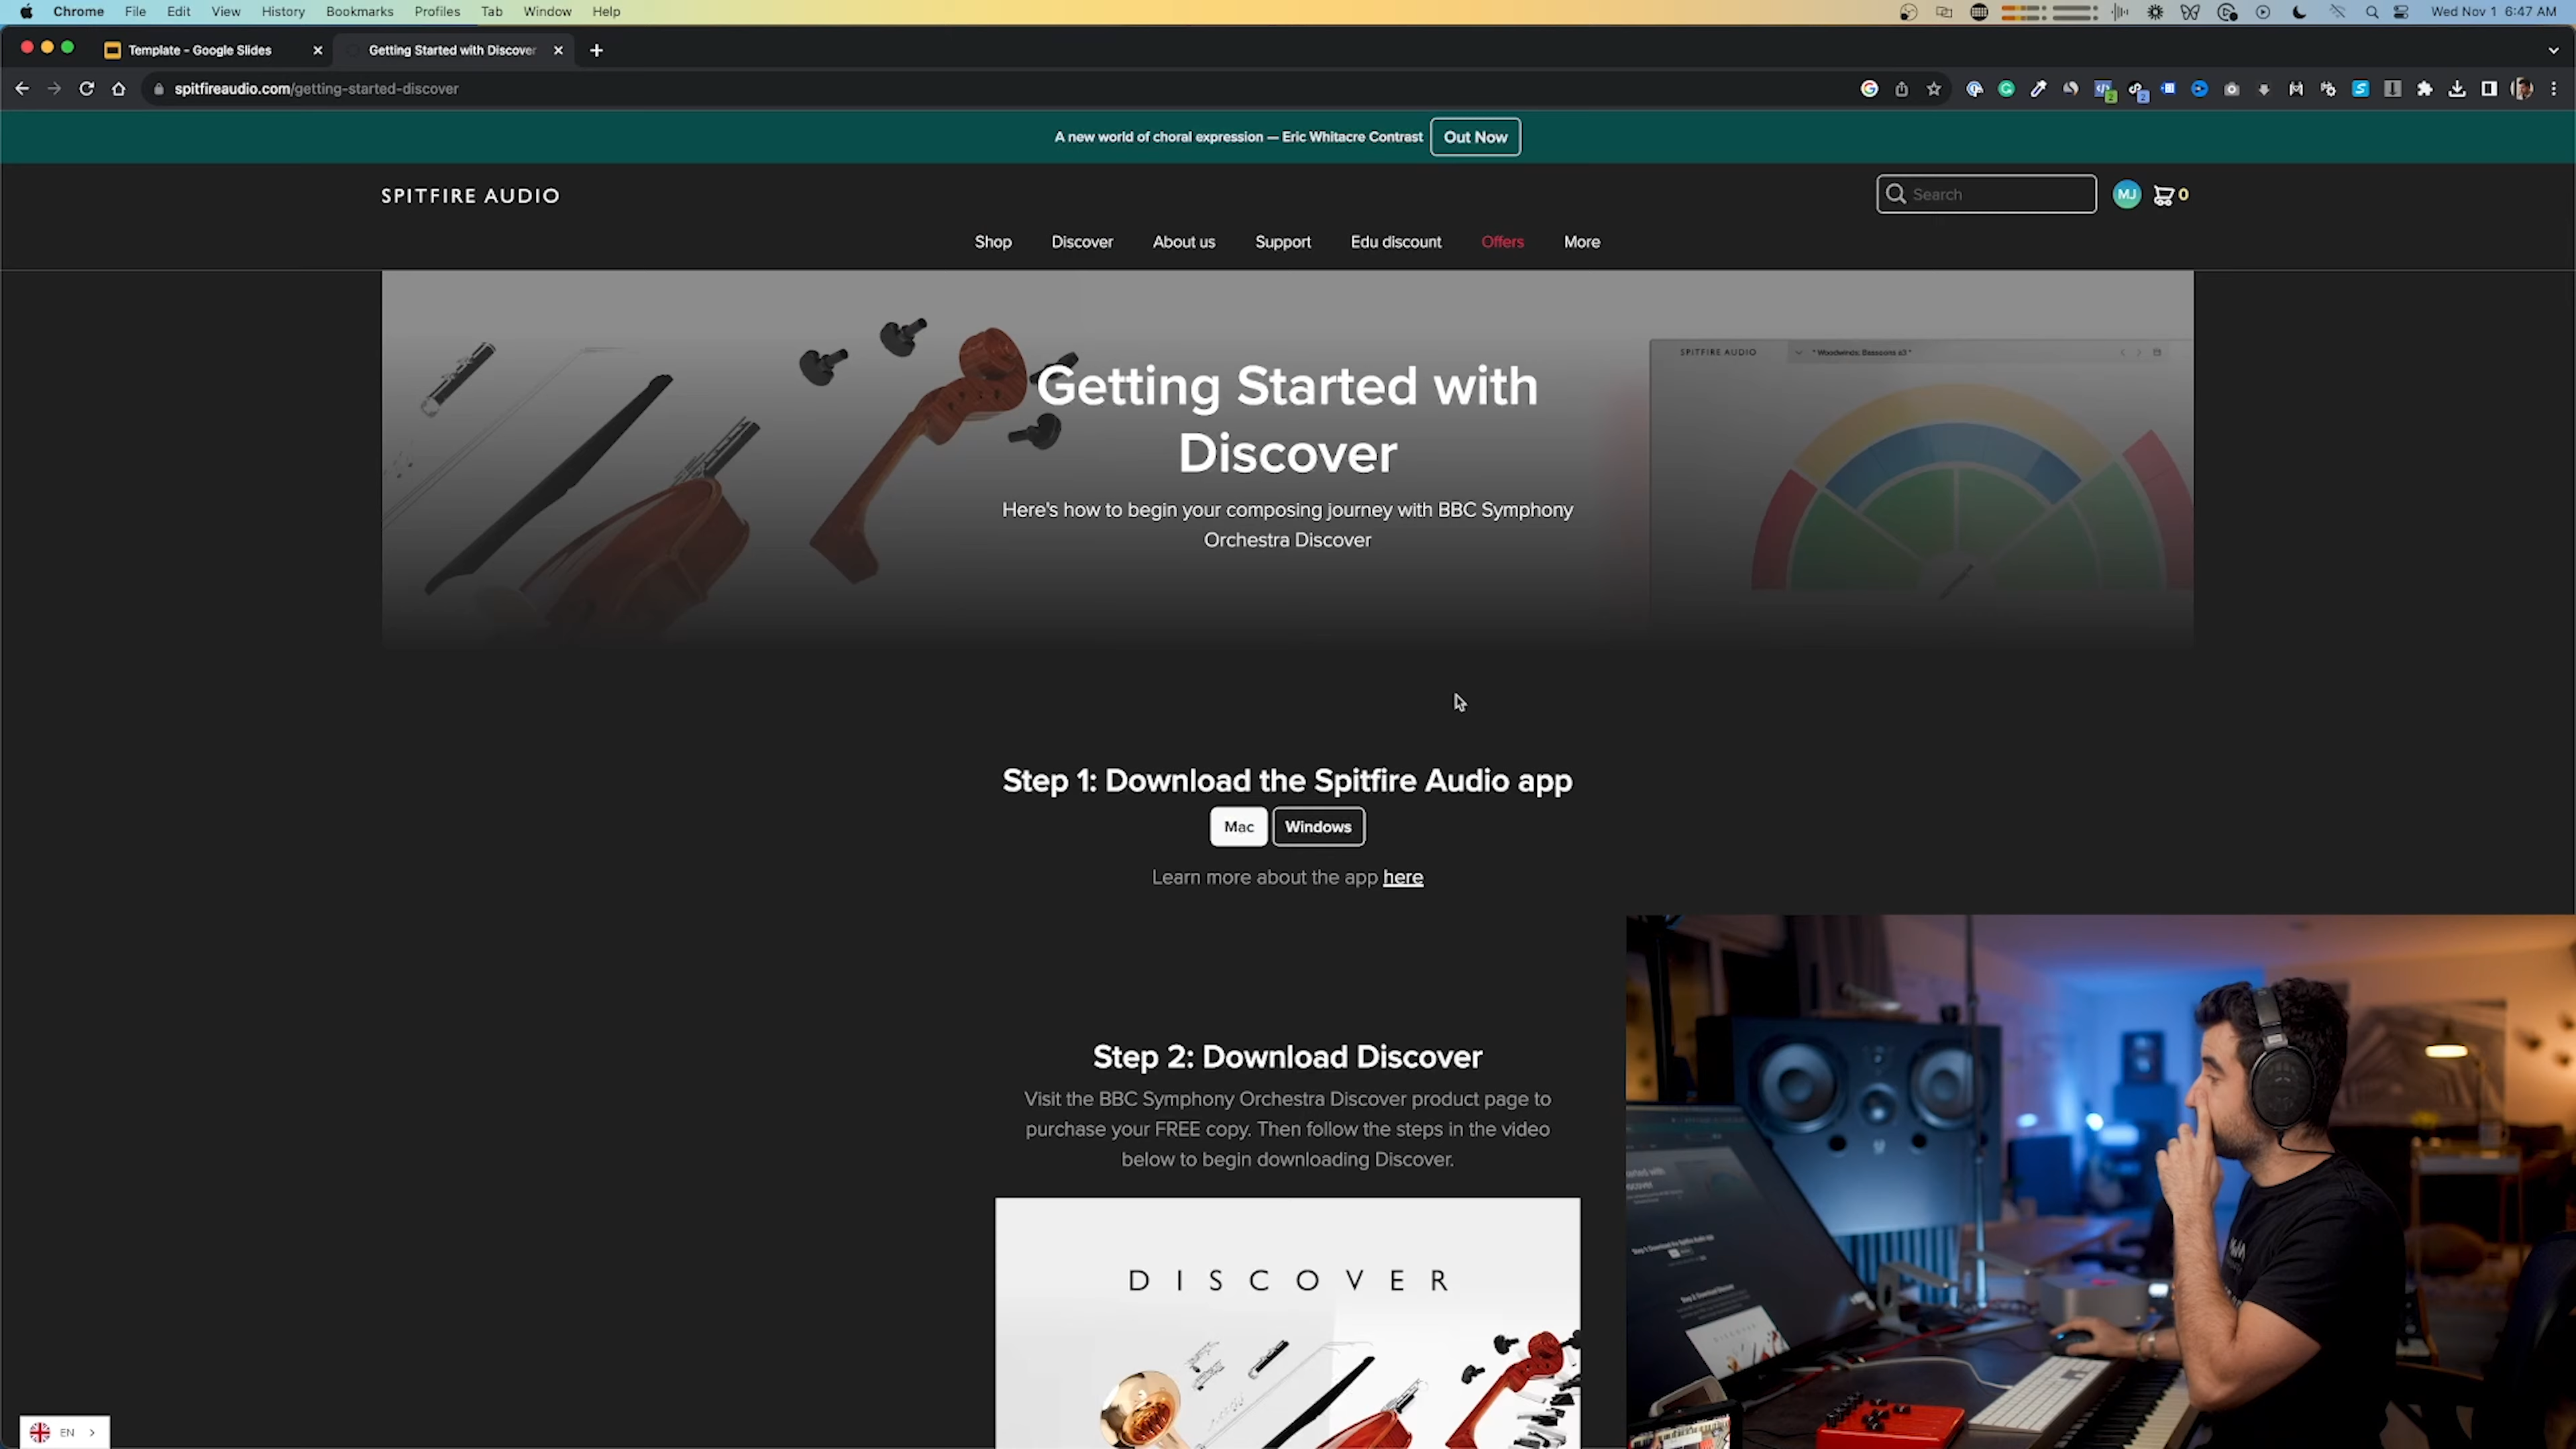 Chrome File Edit View History Bookmarks Profiles Tab Window Help Wed Nov 1 6:47 AM
Template - Google Slides Getting Started with Discover
spitfireaudio.com/getting-started-discover
A new world of choral expression — Eric Whitacre Contrast Out Now
SPITFIRE AUDIO Search MJ 0
Shop Discover About us Support Edu discount Offers More
SPITFIRE AUDIO " Woodwinds: Bassoons a3 "
Getting Started with
Discover
Here's how to begin your composing journey with BBC Symphony
Orchestra Discover
Step 1: Download the Spitfire Audio app
Mac Windows
Learn more about the app here
Step 2: Download Discover
Visit the BBC Symphony Orchestra Discover product page to
purchase your FREE copy. Then follow the steps in the video
below to begin downloading Discover.
DISCOVER
EN